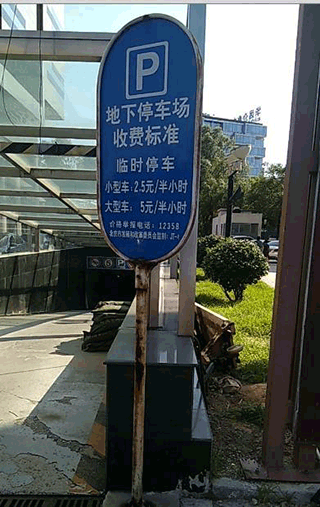 P
地下停车场
收费标准
临时停车
小型车：2.5元/半小时
大型车： 5元/半小时
价格举报电话：12358